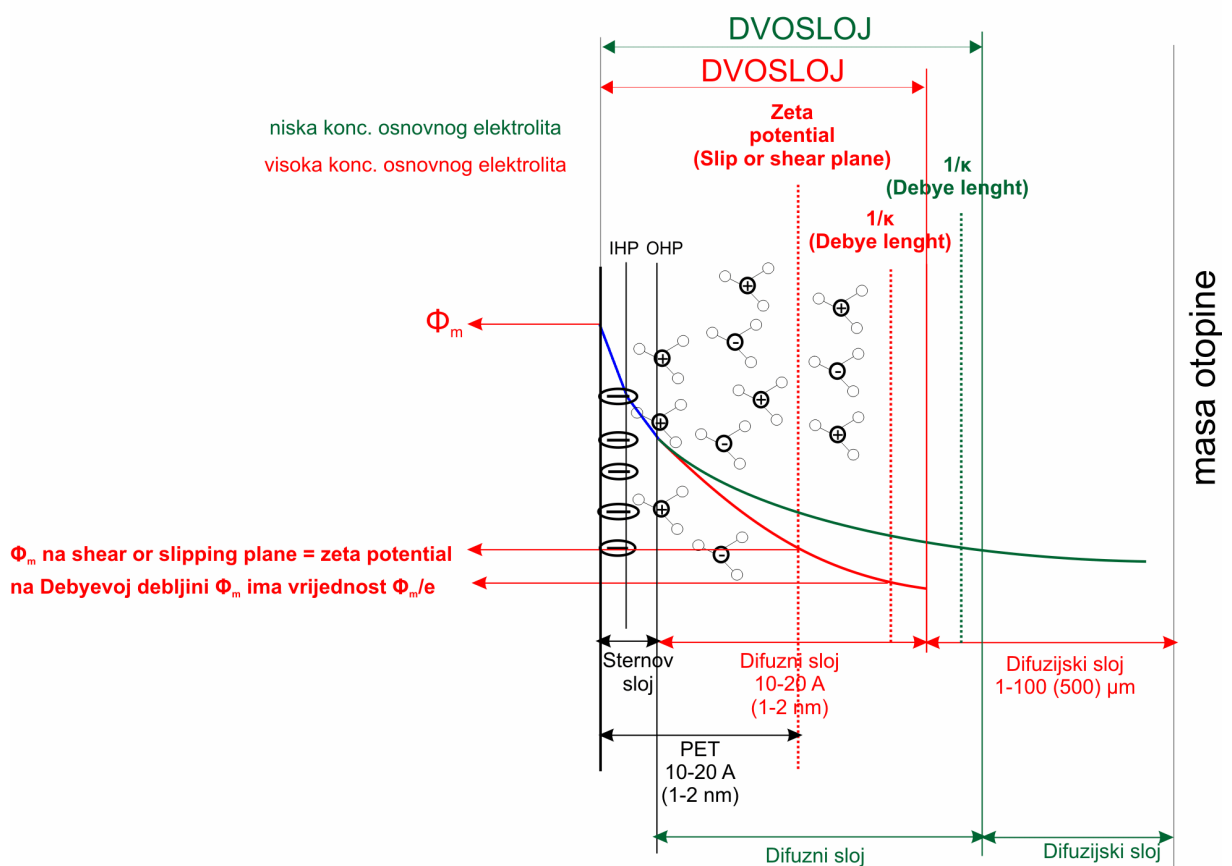 DVOSLOJ
DVOSLOJ
niska konc. osnovnog elektrolita
visoka konc. osnovnog elektrolita
Zeta
potential
(Slip or shear plane)
1/κ
(Debye lenght)
1/κ
(Debye lenght)
IHP OHP
Φm
masa otopine
Φm na shear or slipping plane = zeta potential
na Debyevoj debljini Φm ima vrijednost Φm/e
Sternov
sloj
Difuzni sloj
10-20 A
(1-2 nm)
Difuzijski sloj
1-100 (500) µm
PET
10-20 A
(1-2 nm)
Difuzni sloj
Difuzijski sloj